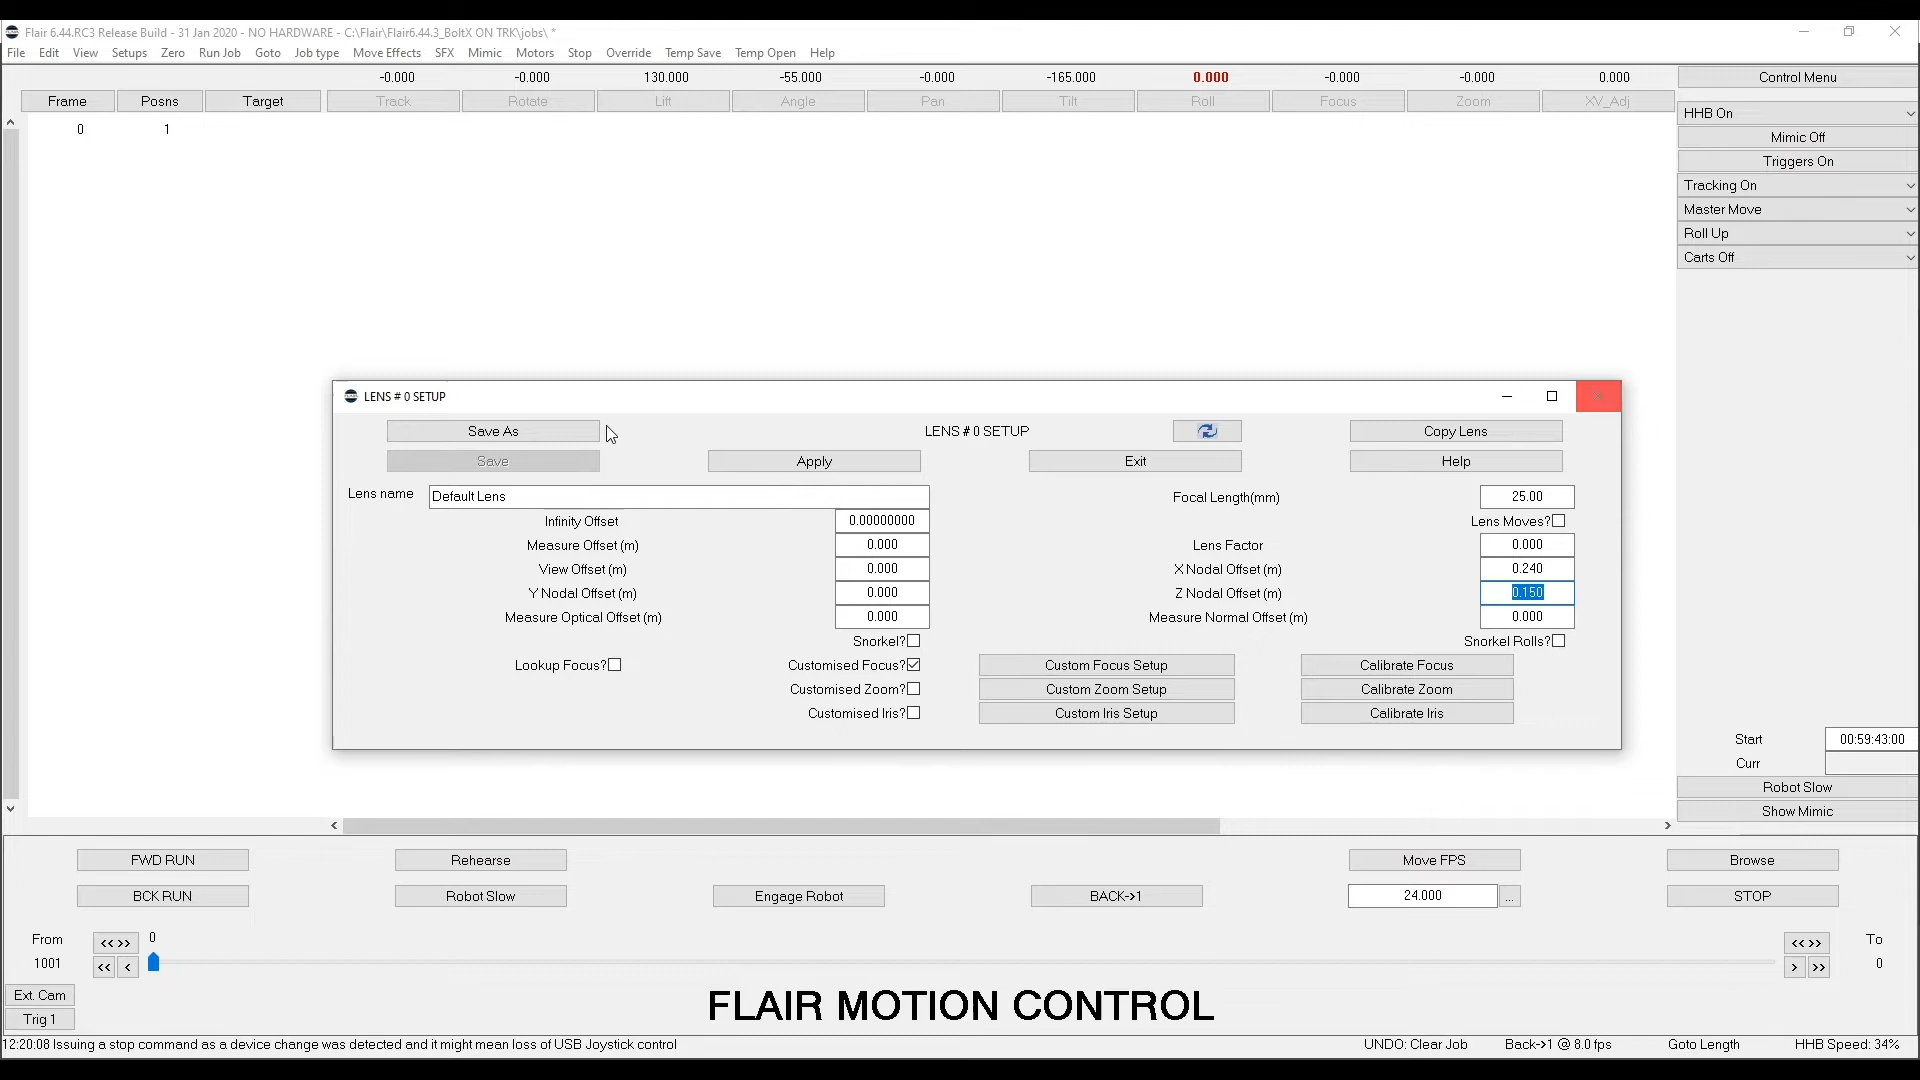 Flair 6.44.RC3 Release Build - 31 Jan 2020 - NO HARDWARE - C:\Flair\Flair6.44.3_BoltX ON TRK\jobs\ *
File Edit View Setups Zero Run Job Goto Job type Move Effects SFX Mimic Motors Stop Override Temp Save Temp Open Help
-0.000 -0.000 130.000 -55.000 -0.000 -165.000 0.000 -0.000 -0.000 0.000 Control Menu
Frame Posns Target Track Rotate Lift Angle Pan Tilt Roll Focus Zoom XV_Adj
0 1
HHB On
Mimic Off
Triggers On
Tracking On
Master Move
Roll Up
Carts Off
LENS # 0 SETUP
Save As LENS # 0 SETUP Copy Lens
Save Apply Exit Help
Lens name Default Lens Focal Length(mm) 25.00
Infinity Offset 0.00000000 Lens Moves?
Measure Offset (m) 0.000 Lens Factor 0.000
View Offset (m) 0.000 X Nodal Offset (m) 0.240
Y Nodal Offset (m) 0.000 Z Nodal Offset (m) 0.150
Measure Optical Offset (m) 0.000 Measure Normal Offset (m) 0.000
Snorkel? Snorkel Rolls?
Lookup Focus? Customised Focus? Custom Focus Setup Calibrate Focus
Customised Zoom? Custom Zoom Setup Calibrate Zoom
Customised Iris? Custom Iris Setup Calibrate Iris
Start 00:59:43:00
Curr
Robot Slow
Show Mimic
FWD RUN Rehearse Move FPS Browse
BCK RUN Robot Slow Engage Robot BACK->1 24.000 ... STOP
From << >> 0 << >> To
1001 << < > >> 0
Ext. Cam
Trig 1
FLAIR MOTION CONTROL
12:20:08 Issuing a stop command as a device change was detected and it might mean loss of USB Joystick control UNDO: Clear Job Back->1 @ 8.0 fps Goto Length HHB Speed: 34%